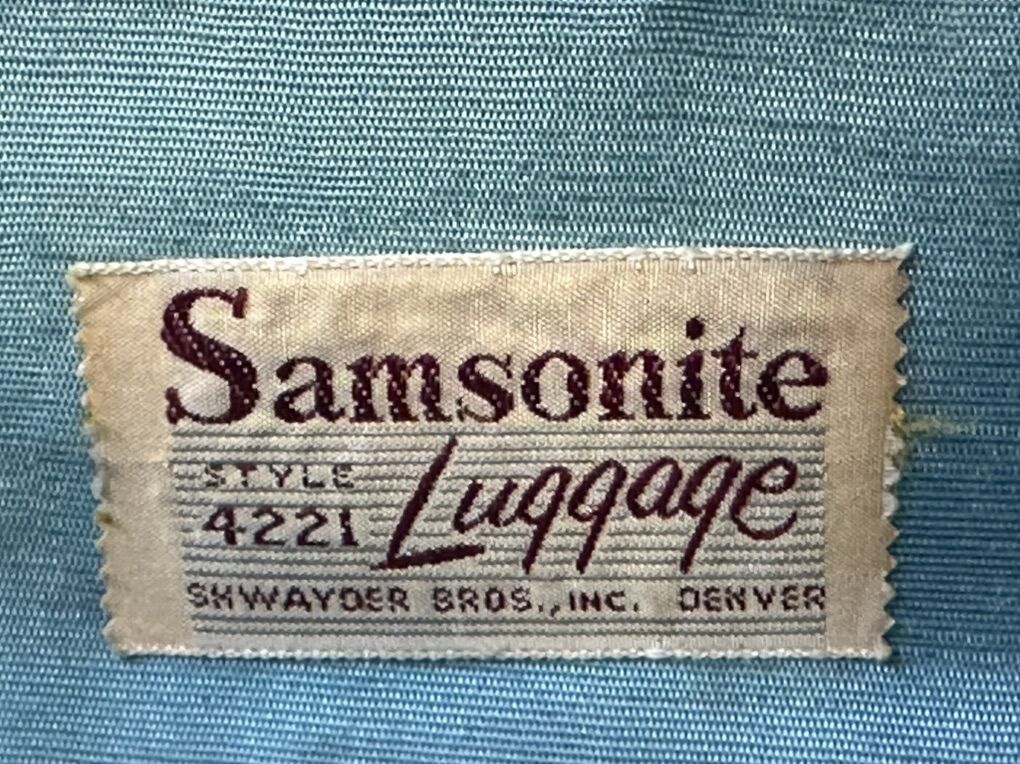 Samsonite
STYLE
4221 Luggage
SHWAYDER BROS., INC. DENVER